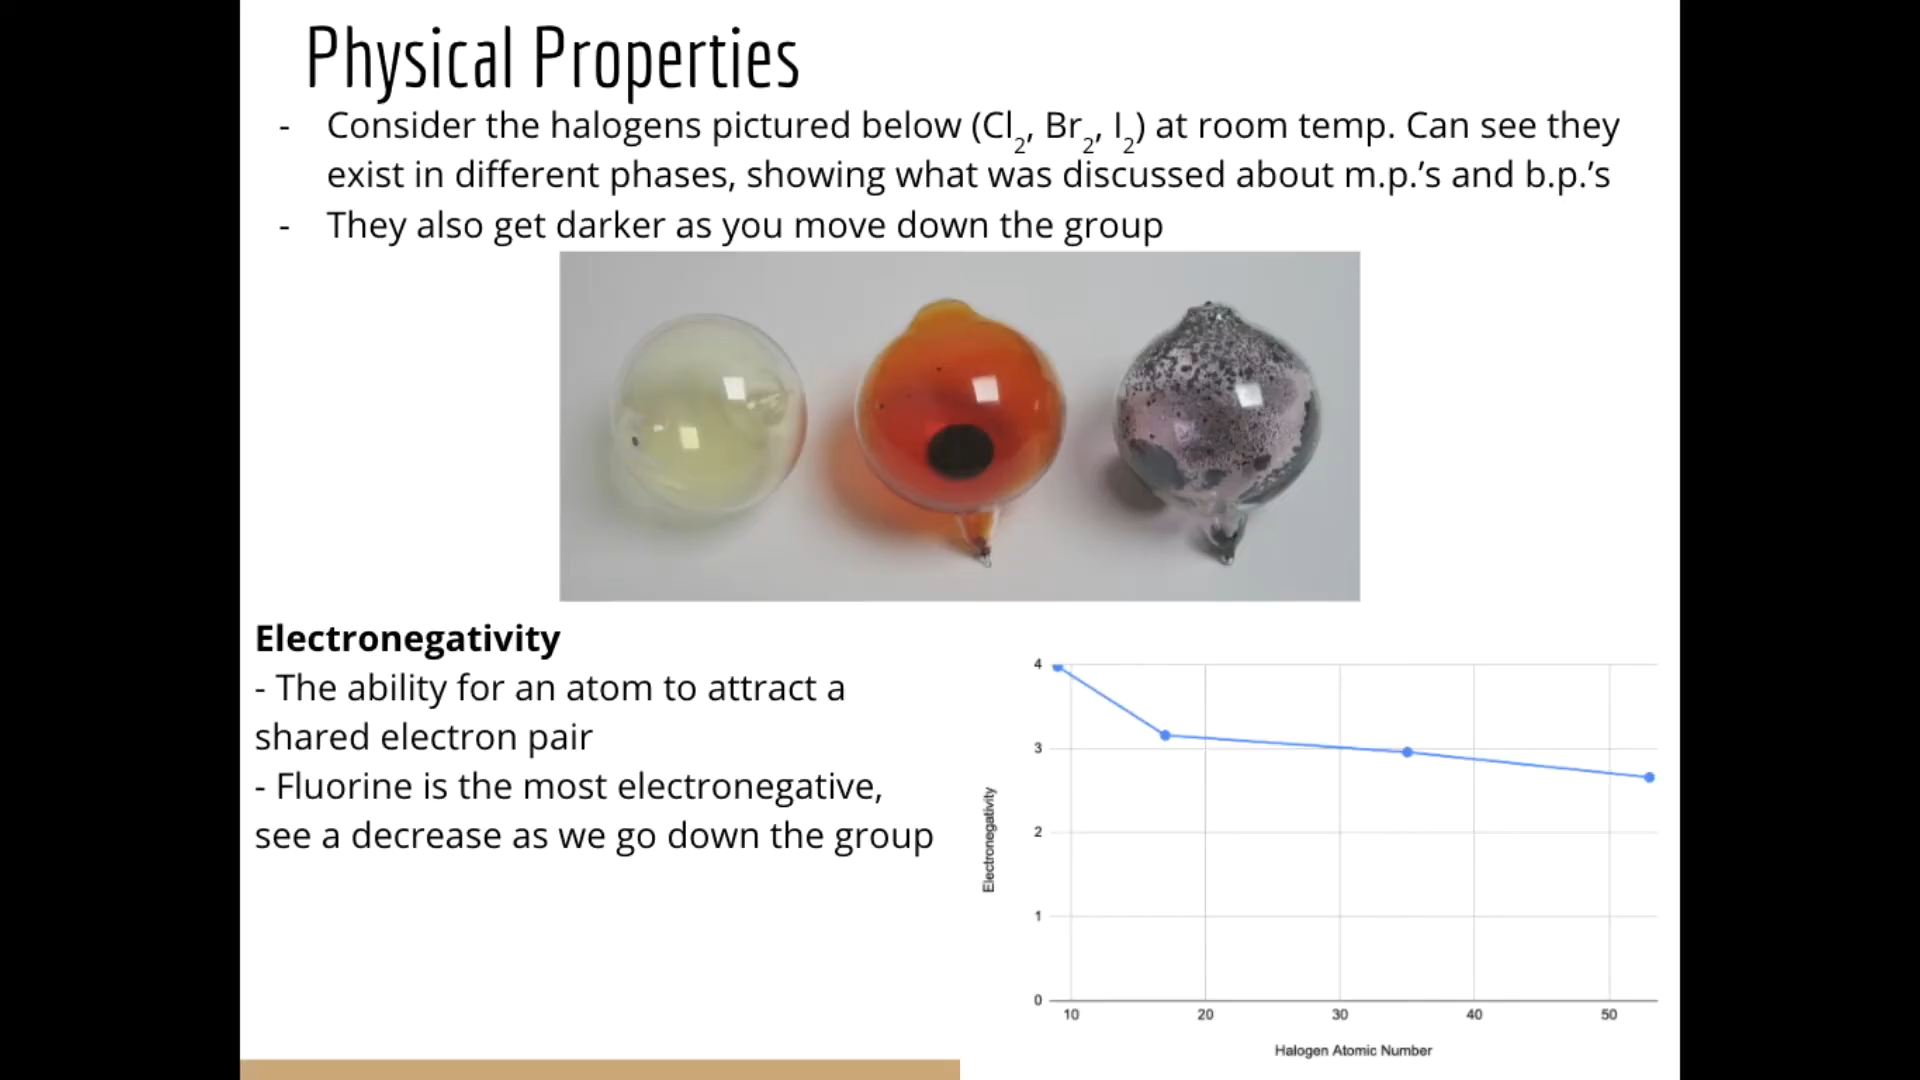 Physical Properties
- Consider the halogens pictured below (Cl₂, Br₂, I₂) at room temp. Can see they
exist in different phases, showing what was discussed about m.p.’s and b.p.’s
- They also get darker as you move down the group
Electronegativity
- The ability for an atom to attract a
shared electron pair
- Fluorine is the most electronegative,
see a decrease as we go down the group
Electronegativity
4
3
2
1
0
10 20 30 40 50
Halogen Atomic Number